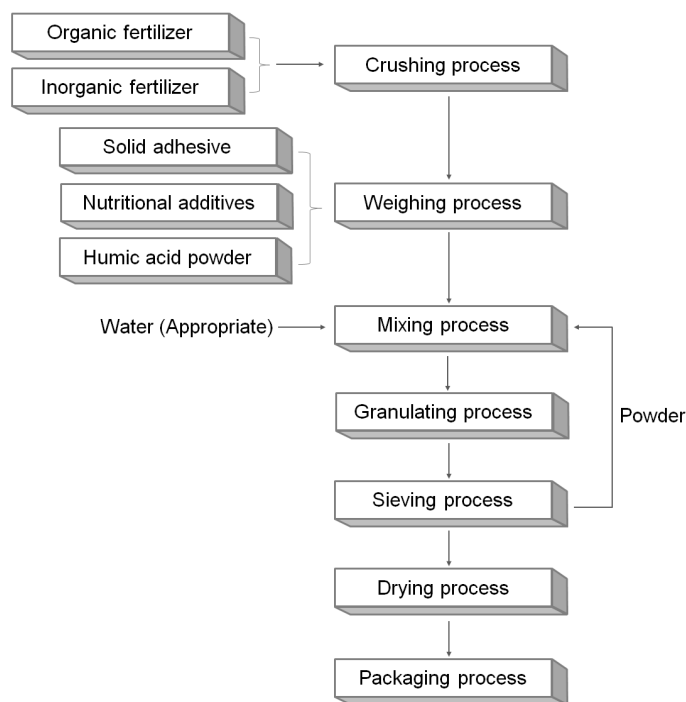 Organic fertilizer
Inorganic fertilizer
Crushing process
Solid adhesive
Nutritional additives
Humic acid powder
Weighing process
Water (Appropriate)
Mixing process
Granulating process
Powder
Sieving process
Drying process
Packaging process